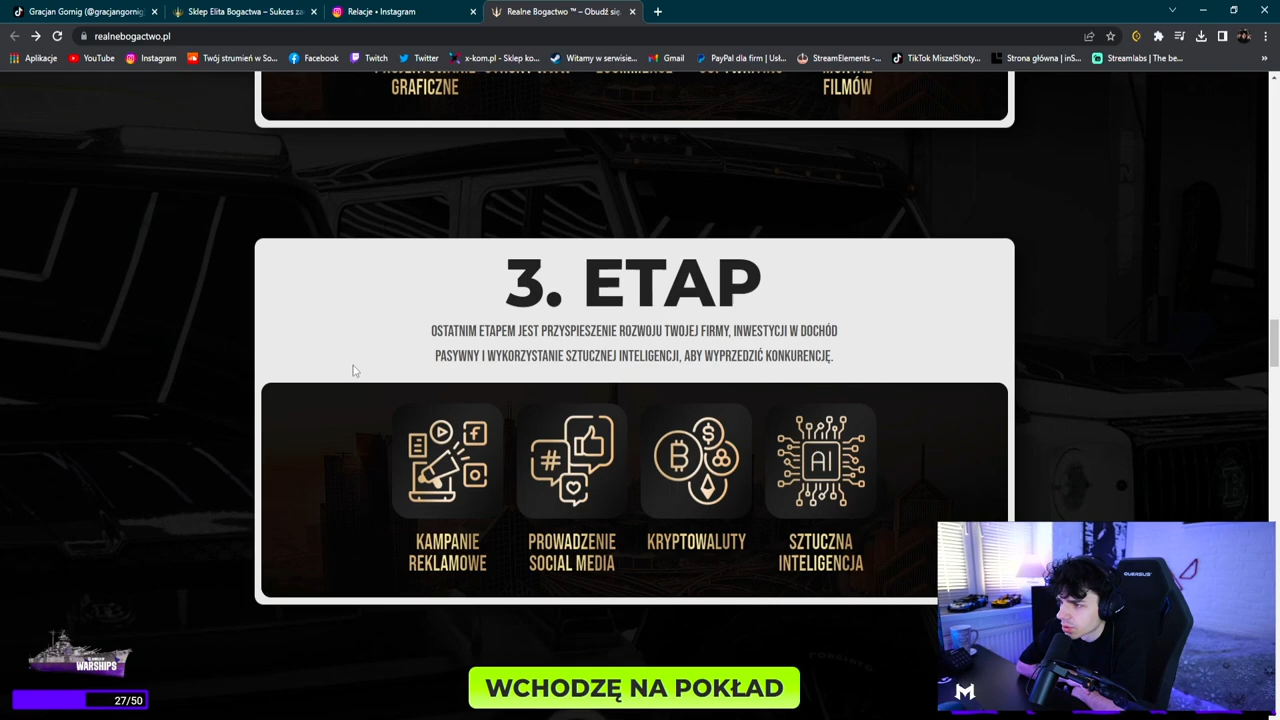 Gracjan Gornig (@gracjangornig
Sklep Elita Bogactwa – Sukces za
Relacje • Instagram
Realne Bogactwo ™ – Obudź się
realnebogactwo.pl
Aplikacje
YouTube
Instagram
Twój strumień w So...
Facebook
Twitch
Twitter
x-kom.pl - Sklep ko...
Witamy w serwisie...
Gmail
PayPal dla firm | Usł...
StreamElements -...
TikTok MiszelShoty...
Strona główna | inS...
Streamlabs | The be...
»
GRAFICZNE
FILMÓW
3. ETAP
OSTATNIM ETAPEM JEST PRZYSPIESZENIE ROZWOJU TWOJEJ FIRMY, INWESTYCJI W DOCHÓD
PASYWNY I WYKORZYSTANIE SZTUCZNEJ INTELIGENCJI, ABY WYPRZEDZIĆ KONKURENCJĘ.
AI
KAMPANIE
REKLAMOWE
PROWADZENIE
SOCIAL MEDIA
KRYPTOWALUTY
SZTUCZNA
INTELIGENCJA
QUERSUS
WARSHIPS
27/50
WCHODZĘ NA POKŁAD